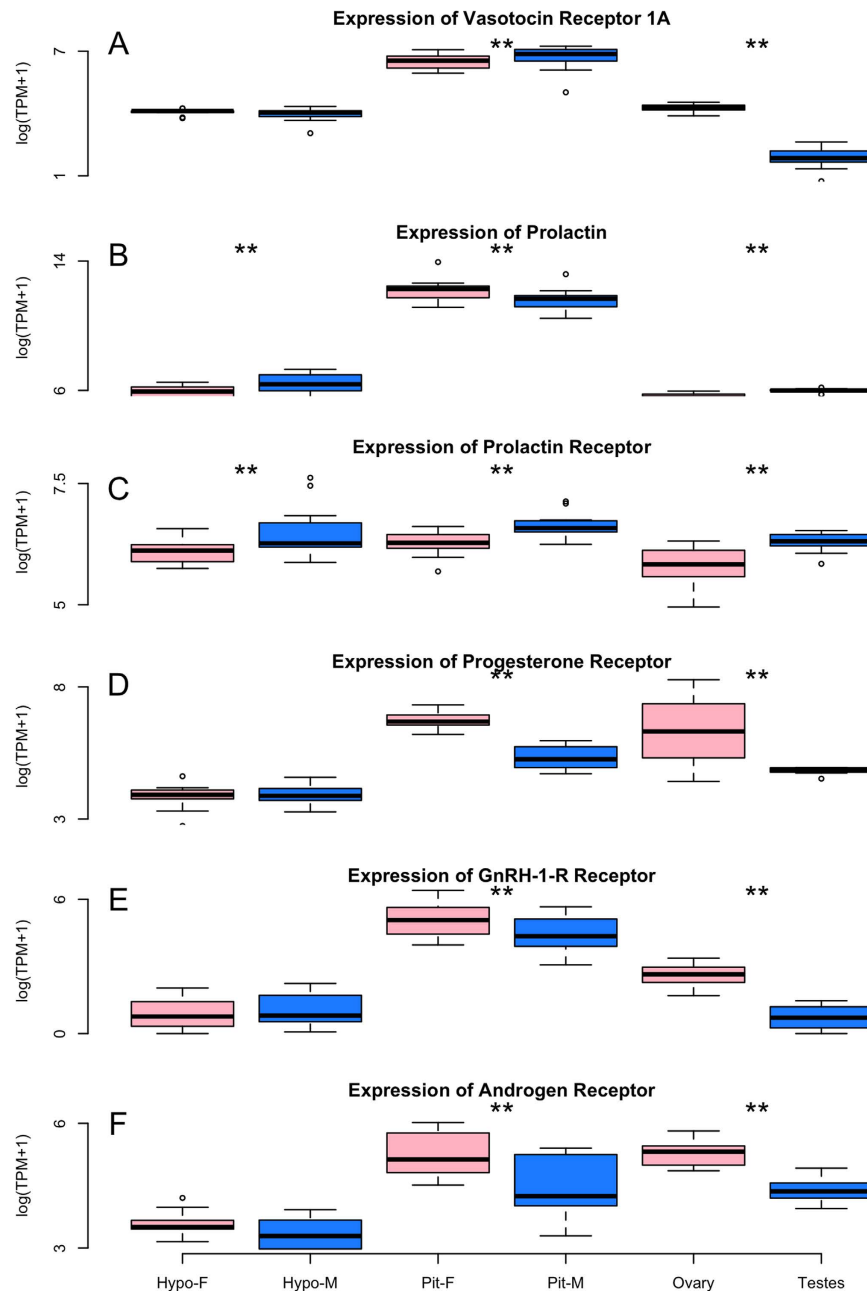 Expression of Vasotocin Receptor 1A
A
**
**
7
1
log(TPM+1)
Expression of Prolactin
B
**
**
**
14
6
log(TPM+1)
Expression of Prolactin Receptor
C
**
**
**
7.5
5
log(TPM+1)
Expression of Progesterone Receptor
D
**
**
8
3
log(TPM+1)
Expression of GnRH-1-R Receptor
E
**
**
6
0
log(TPM+1)
Expression of Androgen Receptor
F
**
**
6
3
log(TPM+1)
Hypo-F Hypo-M Pit-F Pit-M Ovary Testes